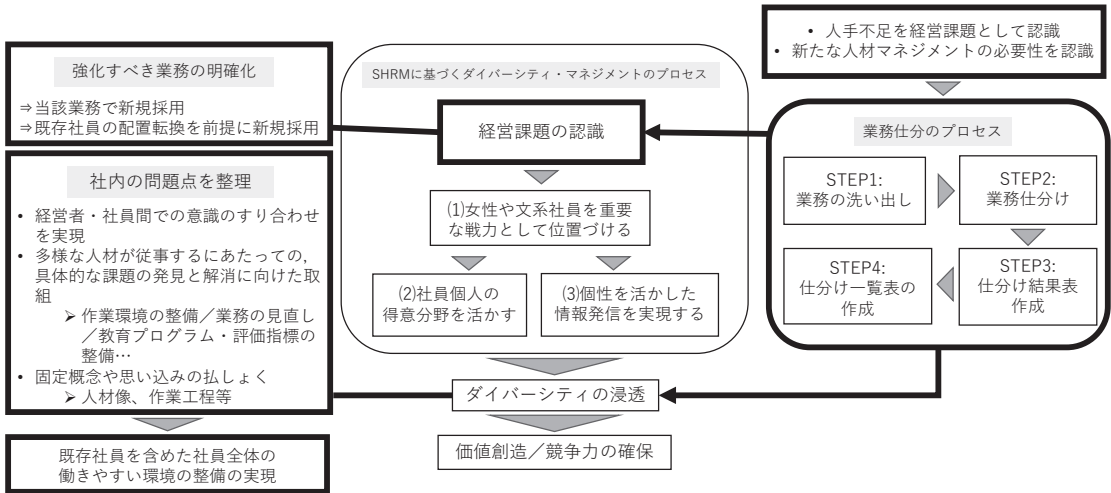 強化すべき業務の明確化
⇒当該業務で新規採用
⇒既存社員の配置転換を前提に新規採用
社内の問題点を整理
• 経営者・社員間での意識のすり合わせ
を実現
• 多様な人材が従事するにあたっての,
具体的な課題の発見と解消に向けた取
組
➢ 作業環境の整備／業務の見直し
／教育プログラム・評価指標の
整備…
• 固定概念や思い込みの払しょく
➢ 人材像、作業工程等
既存社員を含めた社員全体の
働きやすい環境の整備の実現
SHRMに基づくダイバーシティ・マネジメントのプロセス
経営課題の認識
⑴女性や文系社員を重要
な戦力として位置づける
⑵社員個人の
得意分野を活かす
⑶個性を活かした
情報発信を実現する
ダイバーシティの浸透
価値創造／競争力の確保
• 人手不足を経営課題として認識
• 新たな人材マネジメントの必要性を認識
業務仕分のプロセス
STEP1:
業務の洗い出し
STEP2:
業務仕分け
STEP3:
仕分け結果表
作成
STEP4:
仕分け一覧表の
作成